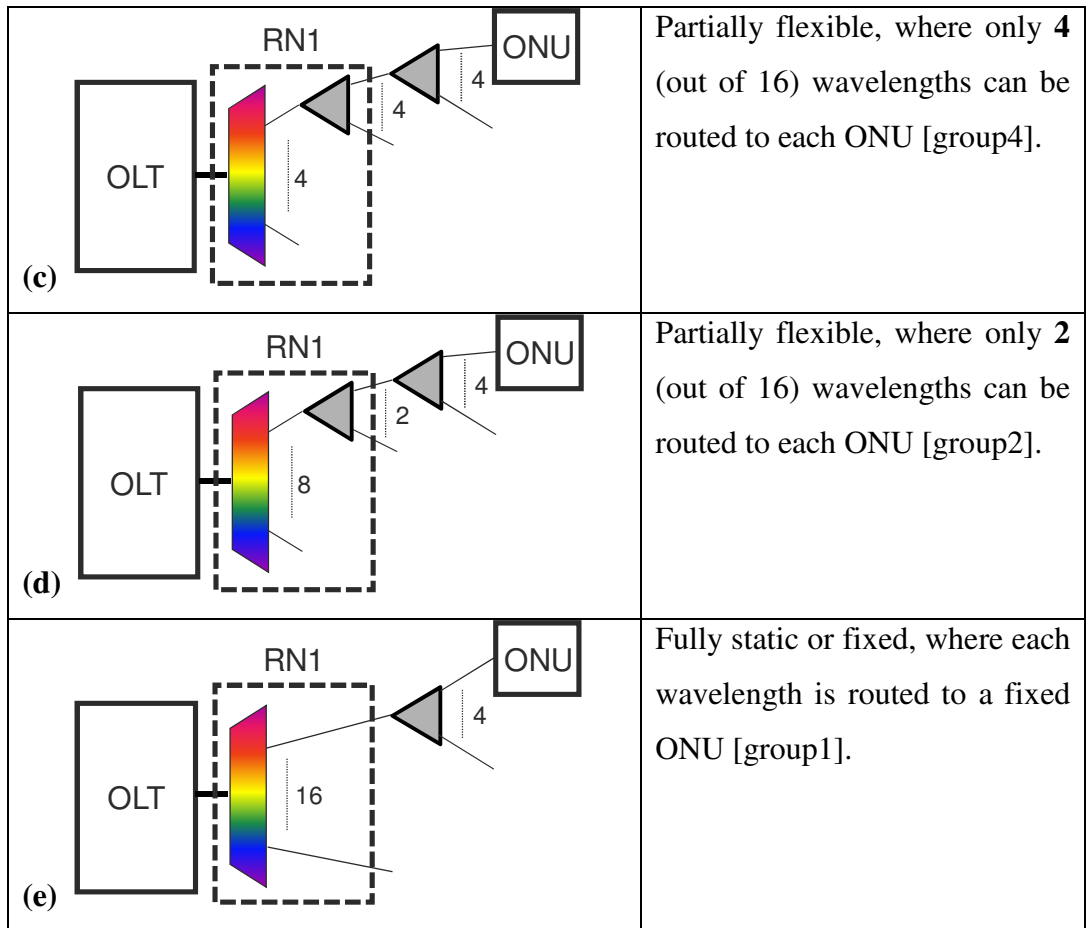 RN1
ONU
4
4
OLT
4
(c)
Partially flexible, where only 4
(out of 16) wavelengths can be
routed to each ONU [group4].
RN1
ONU
4
2
OLT
8
(d)
Partially flexible, where only 2
(out of 16) wavelengths can be
routed to each ONU [group2].
RN1
ONU
4
OLT
16
(e)
Fully static or fixed, where each
wavelength is routed to a fixed
ONU [group1].